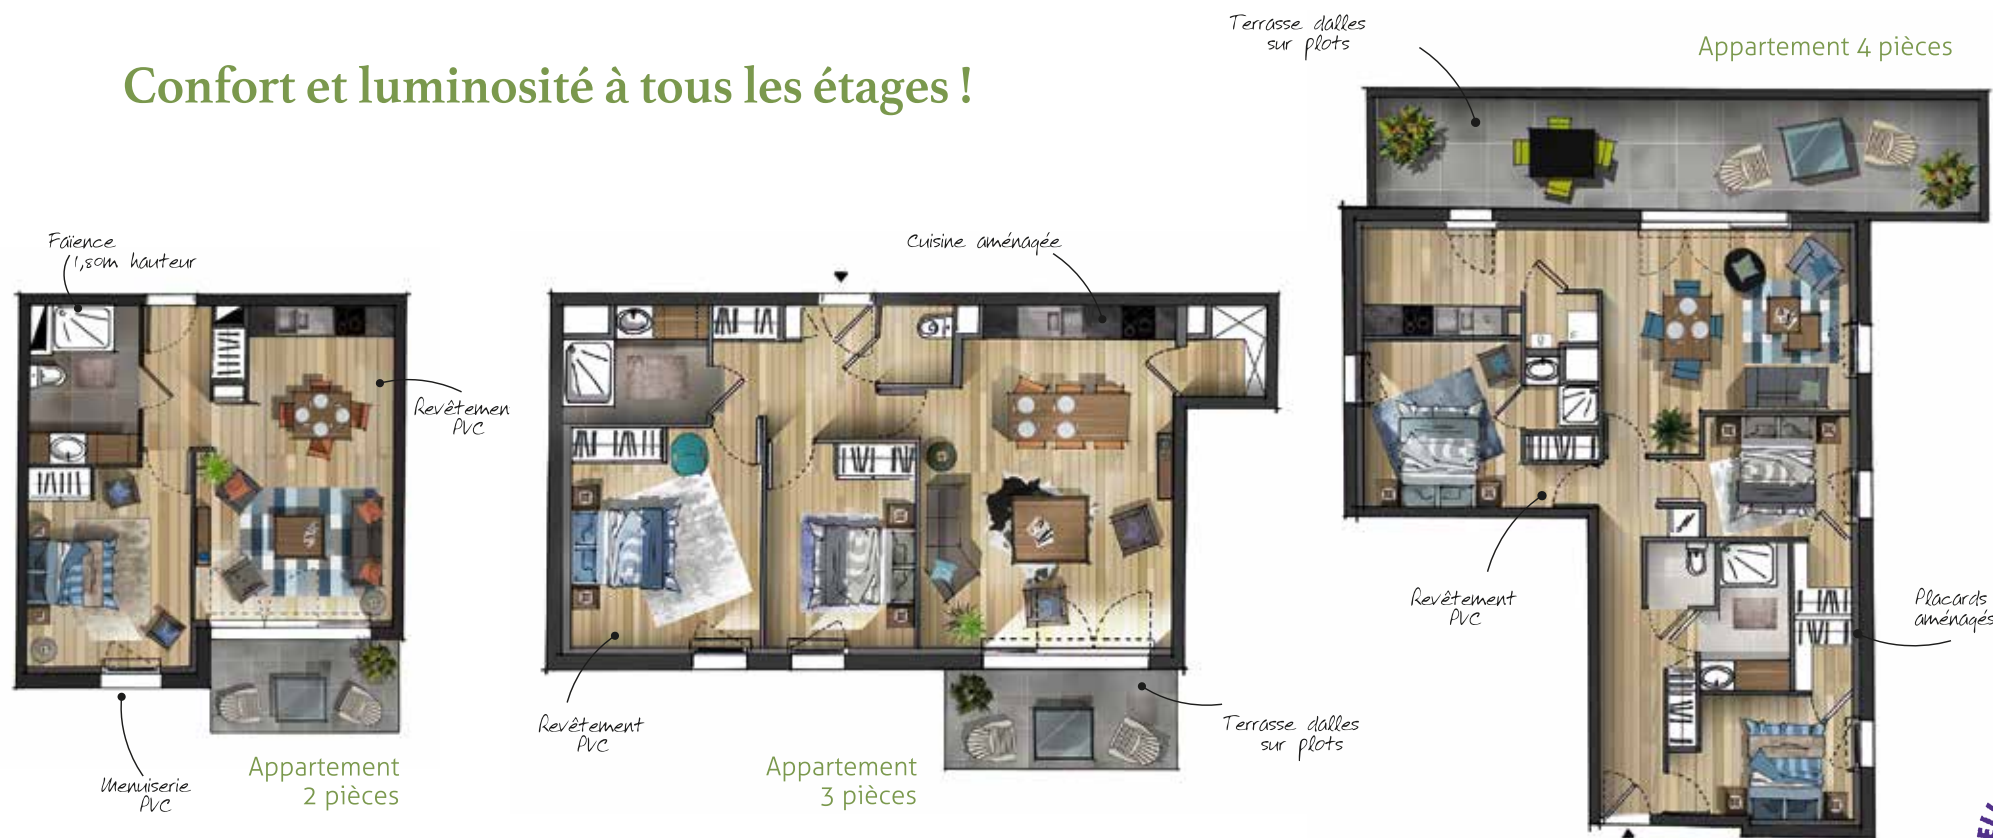 Confort et luminosité à tous les étages !
Terrasse dalles
sur plots
Appartement 4 pièces
Faïence
1,80m hauteur
Revêtemen
PVC
Menuiserie
PVC
Appartement
2 pièces
Cuisine aménagée
Revêtement
PVC
Appartement
3 pièces
Terrasse dalles
sur plots
Revêtement
PVC
Placards
aménagés